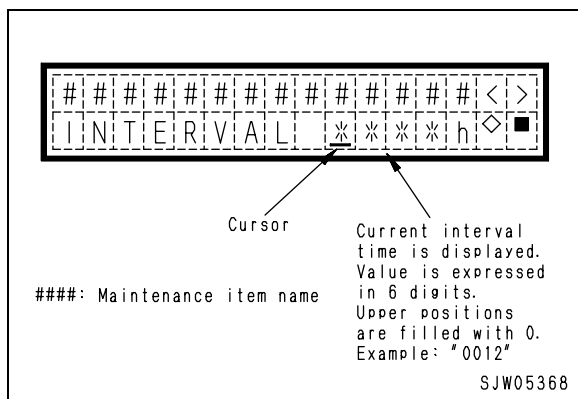 ##############<>
INTERVAL ****h◇■
Cursor
Current interval
time is displayed.
Value is expressed
in 6 digits.
Upper positions
are filled with 0.
Example: "0012"
####: Maintenance item name
SJW05368